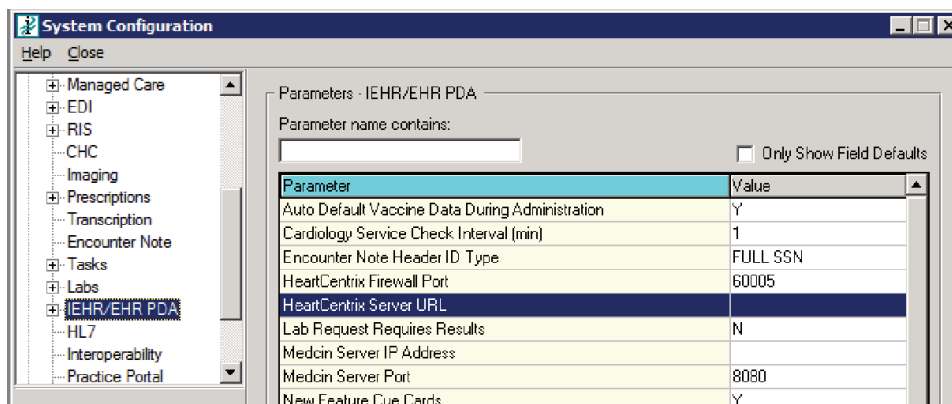 System Configuration
Help Close
Managed Care
EDI
RIS
CHC
Imaging
Prescriptions
Transcription
Encounter Note
Tasks
Labs
IEHR/EHR PDA
HL7
Interoperability
Practice Portal
Parameters - IEHR/EHR PDA
Parameter name contains:
Only Show Field Defaults
Parameter Value
Auto Default Vaccine Data During Administration Y
Cardiology Service Check Interval (min) 1
Encounter Note Header ID Type FULL SSN
HeartCentrix Firewall Port 60005
HeartCentrix Server URL
Lab Request Requires Results N
Medcin Server IP Address
Medcin Server Port 8080
New Feature Cue Cards Y